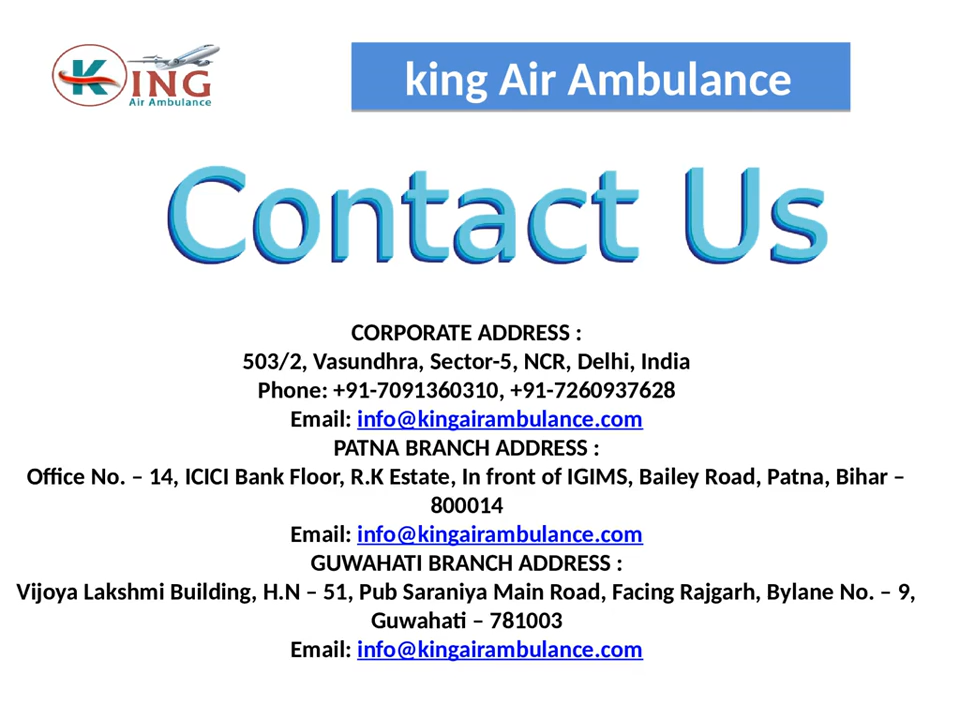 KING
Air Ambulance
king Air Ambulance
Contact Us
CORPORATE ADDRESS :
503/2, Vasundhra, Sector-5, NCR, Delhi, India
Phone: +91-7091360310, +91-7260937628
Email: info@kingairambulance.com
PATNA BRANCH ADDRESS :
Office No. – 14, ICICI Bank Floor, R.K Estate, In front of IGIMS, Bailey Road, Patna, Bihar –
800014
Email: info@kingairambulance.com
GUWAHATI BRANCH ADDRESS :
Vijoya Lakshmi Building, H.N – 51, Pub Saraniya Main Road, Facing Rajgarh, Bylane No. – 9,
Guwahati – 781003
Email: info@kingairambulance.com